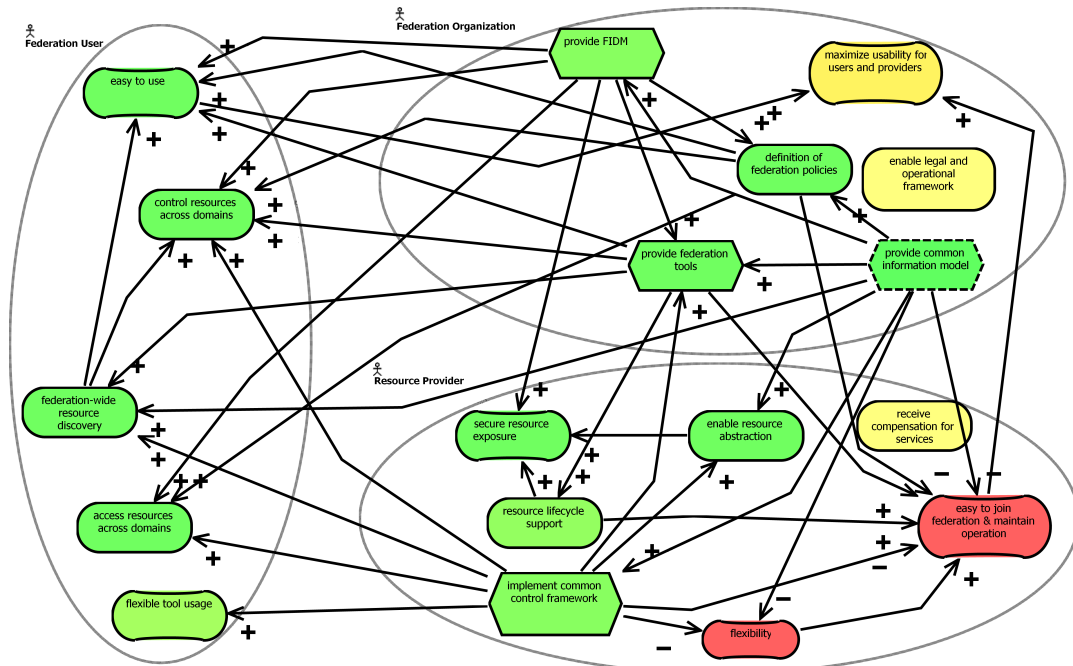 Federation Organization
Federation User
provide FIDM
maximize usability for
users and providers
easy to use
definition of
federation policies
enable legal and
operational framework
control resources
across domains
provide federation
tools
provide common
information model
Resource Provider
federation-wide
resource
discovery
secure resource
exposure
enable resource
abstraction
receive
compensation for
services
access resources
across domains
resource lifecycle
support
easy to join
federation & maintain
operation
flexible tool usage
implement common
control framework
flexibility